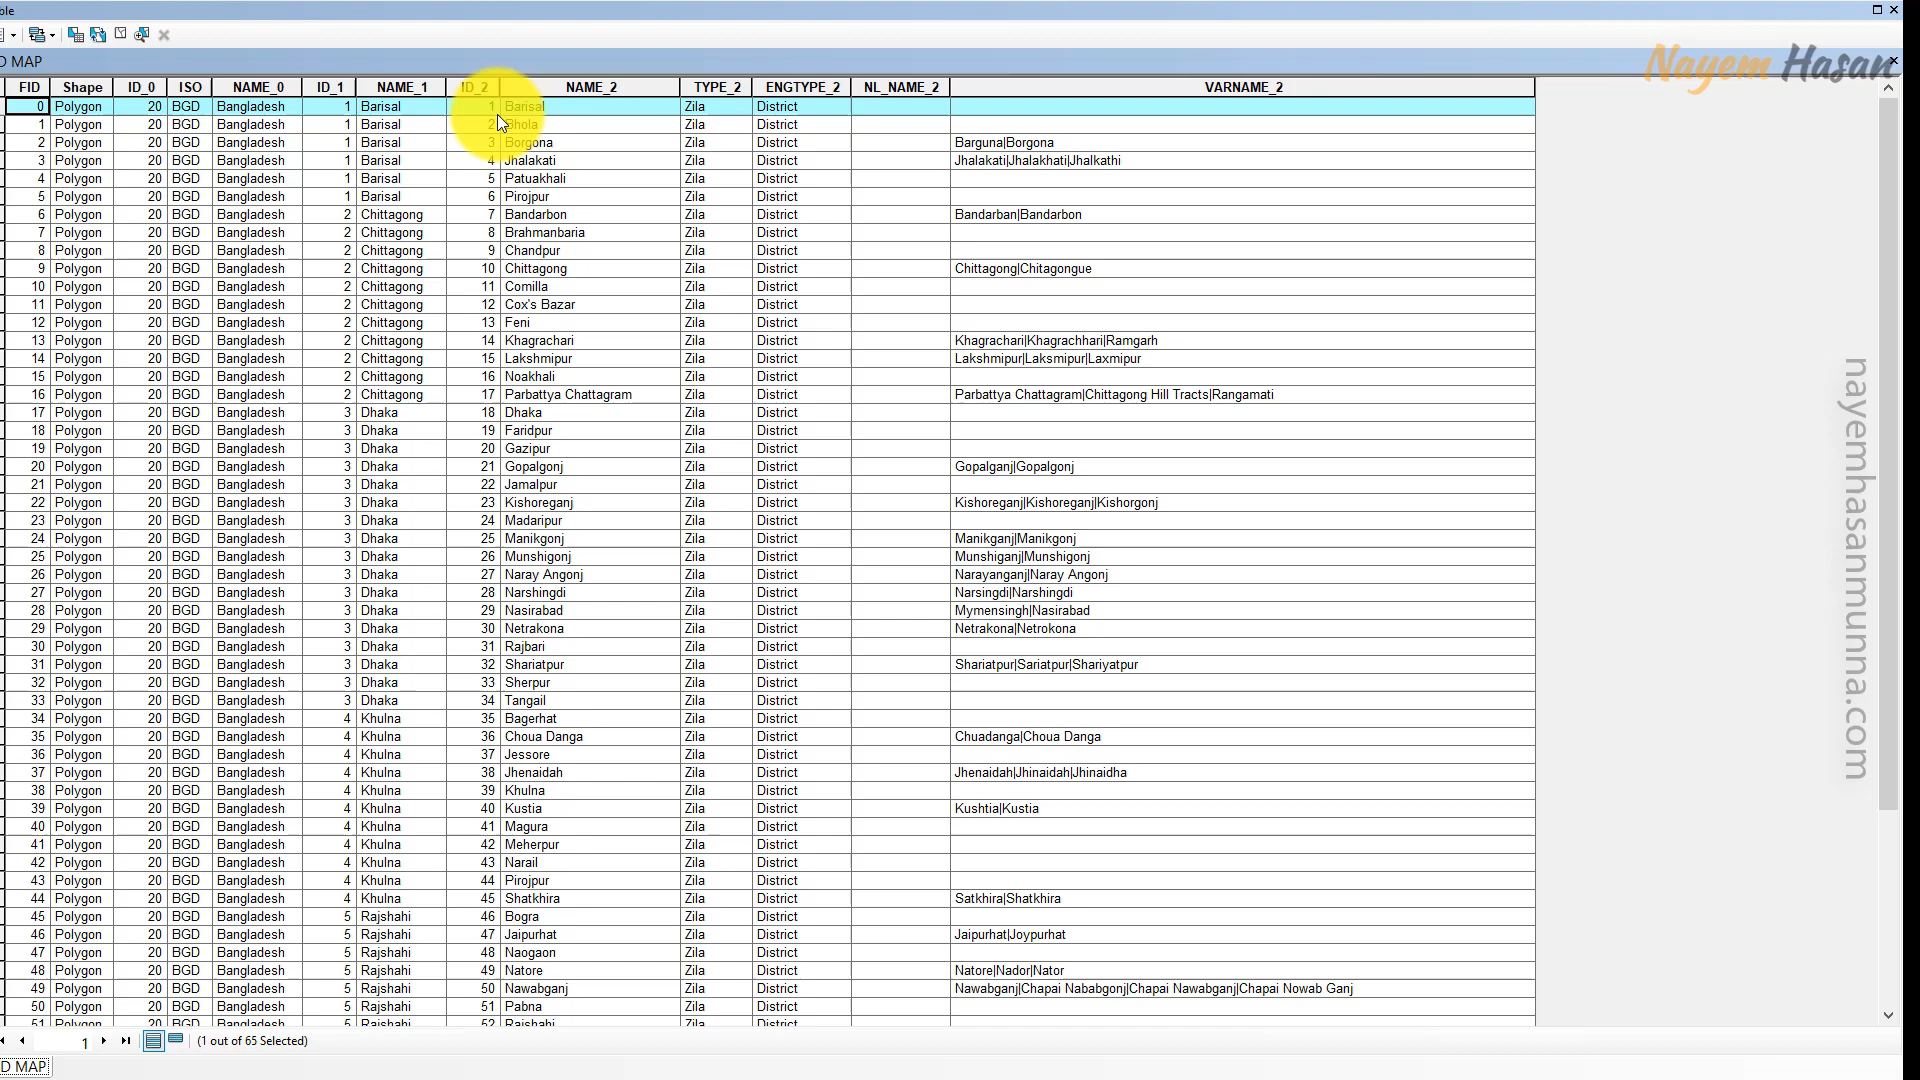 ble
D MAP
Nayem Hasan
FID Shape ID_0 ISO NAME_0 ID_1 NAME_1 ID_2 NAME_2 TYPE_2 ENGTYPE_2 NL_NAME_2 VARNAME_2
0 Polygon 20 BGD Bangladesh 1 Barisal 1 Barisal Zila District
1 Polygon 20 BGD Bangladesh 1 Barisal 2 Bhola Zila District
2 Polygon 20 BGD Bangladesh 1 Barisal 3 Borgona Zila District Barguna|Borgona
3 Polygon 20 BGD Bangladesh 1 Barisal 4 Jhalakati Zila District Jhalakati|Jhalakhati|Jhalkathi
4 Polygon 20 BGD Bangladesh 1 Barisal 5 Patuakhali Zila District
5 Polygon 20 BGD Bangladesh 1 Barisal 6 Pirojpur Zila District
6 Polygon 20 BGD Bangladesh 2 Chittagong 7 Bandarbon Zila District Bandarban|Bandarbon
7 Polygon 20 BGD Bangladesh 2 Chittagong 8 Brahmanbaria Zila District
8 Polygon 20 BGD Bangladesh 2 Chittagong 9 Chandpur Zila District
9 Polygon 20 BGD Bangladesh 2 Chittagong 10 Chittagong Zila District Chittagong|Chitagongue
10 Polygon 20 BGD Bangladesh 2 Chittagong 11 Comilla Zila District
11 Polygon 20 BGD Bangladesh 2 Chittagong 12 Cox's Bazar Zila District
12 Polygon 20 BGD Bangladesh 2 Chittagong 13 Feni Zila District
13 Polygon 20 BGD Bangladesh 2 Chittagong 14 Khagrachari Zila District Khagrachari|Khagrachhari|Ramgarh
14 Polygon 20 BGD Bangladesh 2 Chittagong 15 Lakshmipur Zila District Lakshmipur|Laksmipur|Laxmipur
15 Polygon 20 BGD Bangladesh 2 Chittagong 16 Noakhali Zila District
16 Polygon 20 BGD Bangladesh 2 Chittagong 17 Parbattya Chattagram Zila District Parbattya Chattagram|Chittagong Hill Tracts|Rangamati
17 Polygon 20 BGD Bangladesh 3 Dhaka 18 Dhaka Zila District
18 Polygon 20 BGD Bangladesh 3 Dhaka 19 Faridpur Zila District
19 Polygon 20 BGD Bangladesh 3 Dhaka 20 Gazipur Zila District
20 Polygon 20 BGD Bangladesh 3 Dhaka 21 Gopalgonj Zila District Gopalganj|Gopalgonj
21 Polygon 20 BGD Bangladesh 3 Dhaka 22 Jamalpur Zila District
22 Polygon 20 BGD Bangladesh 3 Dhaka 23 Kishoreganj Zila District Kishoreganj|Kishoreganj|Kishorgonj
23 Polygon 20 BGD Bangladesh 3 Dhaka 24 Madaripur Zila District
24 Polygon 20 BGD Bangladesh 3 Dhaka 25 Manikgonj Zila District Manikganj|Manikgonj
25 Polygon 20 BGD Bangladesh 3 Dhaka 26 Munshigonj Zila District Munshiganj|Munshigonj
26 Polygon 20 BGD Bangladesh 3 Dhaka 27 Naray Angonj Zila District Narayanganj|Naray Angonj
27 Polygon 20 BGD Bangladesh 3 Dhaka 28 Narshingdi Zila District Narsingdi|Narshingdi
28 Polygon 20 BGD Bangladesh 3 Dhaka 29 Nasirabad Zila District Mymensingh|Nasirabad
29 Polygon 20 BGD Bangladesh 3 Dhaka 30 Netrakona Zila District Netrakona|Netrokona
30 Polygon 20 BGD Bangladesh 3 Dhaka 31 Rajbari Zila District
31 Polygon 20 BGD Bangladesh 3 Dhaka 32 Shariatpur Zila District Shariatpur|Sariatpur|Shariyatpur
32 Polygon 20 BGD Bangladesh 3 Dhaka 33 Sherpur Zila District
33 Polygon 20 BGD Bangladesh 3 Dhaka 34 Tangail Zila District
34 Polygon 20 BGD Bangladesh 4 Khulna 35 Bagerhat Zila District
35 Polygon 20 BGD Bangladesh 4 Khulna 36 Choua Danga Zila District Chuadanga|Choua Danga
36 Polygon 20 BGD Bangladesh 4 Khulna 37 Jessore Zila District
37 Polygon 20 BGD Bangladesh 4 Khulna 38 Jhenaidah Zila District Jhenaidah|Jhinaidah|Jhinaidha
38 Polygon 20 BGD Bangladesh 4 Khulna 39 Khulna Zila District
39 Polygon 20 BGD Bangladesh 4 Khulna 40 Kustia Zila District Kushtia|Kustia
40 Polygon 20 BGD Bangladesh 4 Khulna 41 Magura Zila District
41 Polygon 20 BGD Bangladesh 4 Khulna 42 Meherpur Zila District
42 Polygon 20 BGD Bangladesh 4 Khulna 43 Narail Zila District
43 Polygon 20 BGD Bangladesh 4 Khulna 44 Pirojpur Zila District
44 Polygon 20 BGD Bangladesh 4 Khulna 45 Shatkhira Zila District Satkhira|Shatkhira
45 Polygon 20 BGD Bangladesh 5 Rajshahi 46 Bogra Zila District
46 Polygon 20 BGD Bangladesh 5 Rajshahi 47 Jaipurhat Zila District Jaipurhat|Joypurhat
47 Polygon 20 BGD Bangladesh 5 Rajshahi 48 Naogaon Zila District
48 Polygon 20 BGD Bangladesh 5 Rajshahi 49 Natore Zila District Natore|Nador|Nator
49 Polygon 20 BGD Bangladesh 5 Rajshahi 50 Nawabganj Zila District Nawabganj|Chapai Nababgonj|Chapai Nawabganj|Chapai Nowab Ganj
50 Polygon 20 BGD Bangladesh 5 Rajshahi 51 Pabna Zila District
51 Polygon 20 BGD Bangladesh 5 Rajshahi 52 Rajshahi Zila District
nayemhasanmunna.com
1 (1 out of 65 Selected)
D MAP